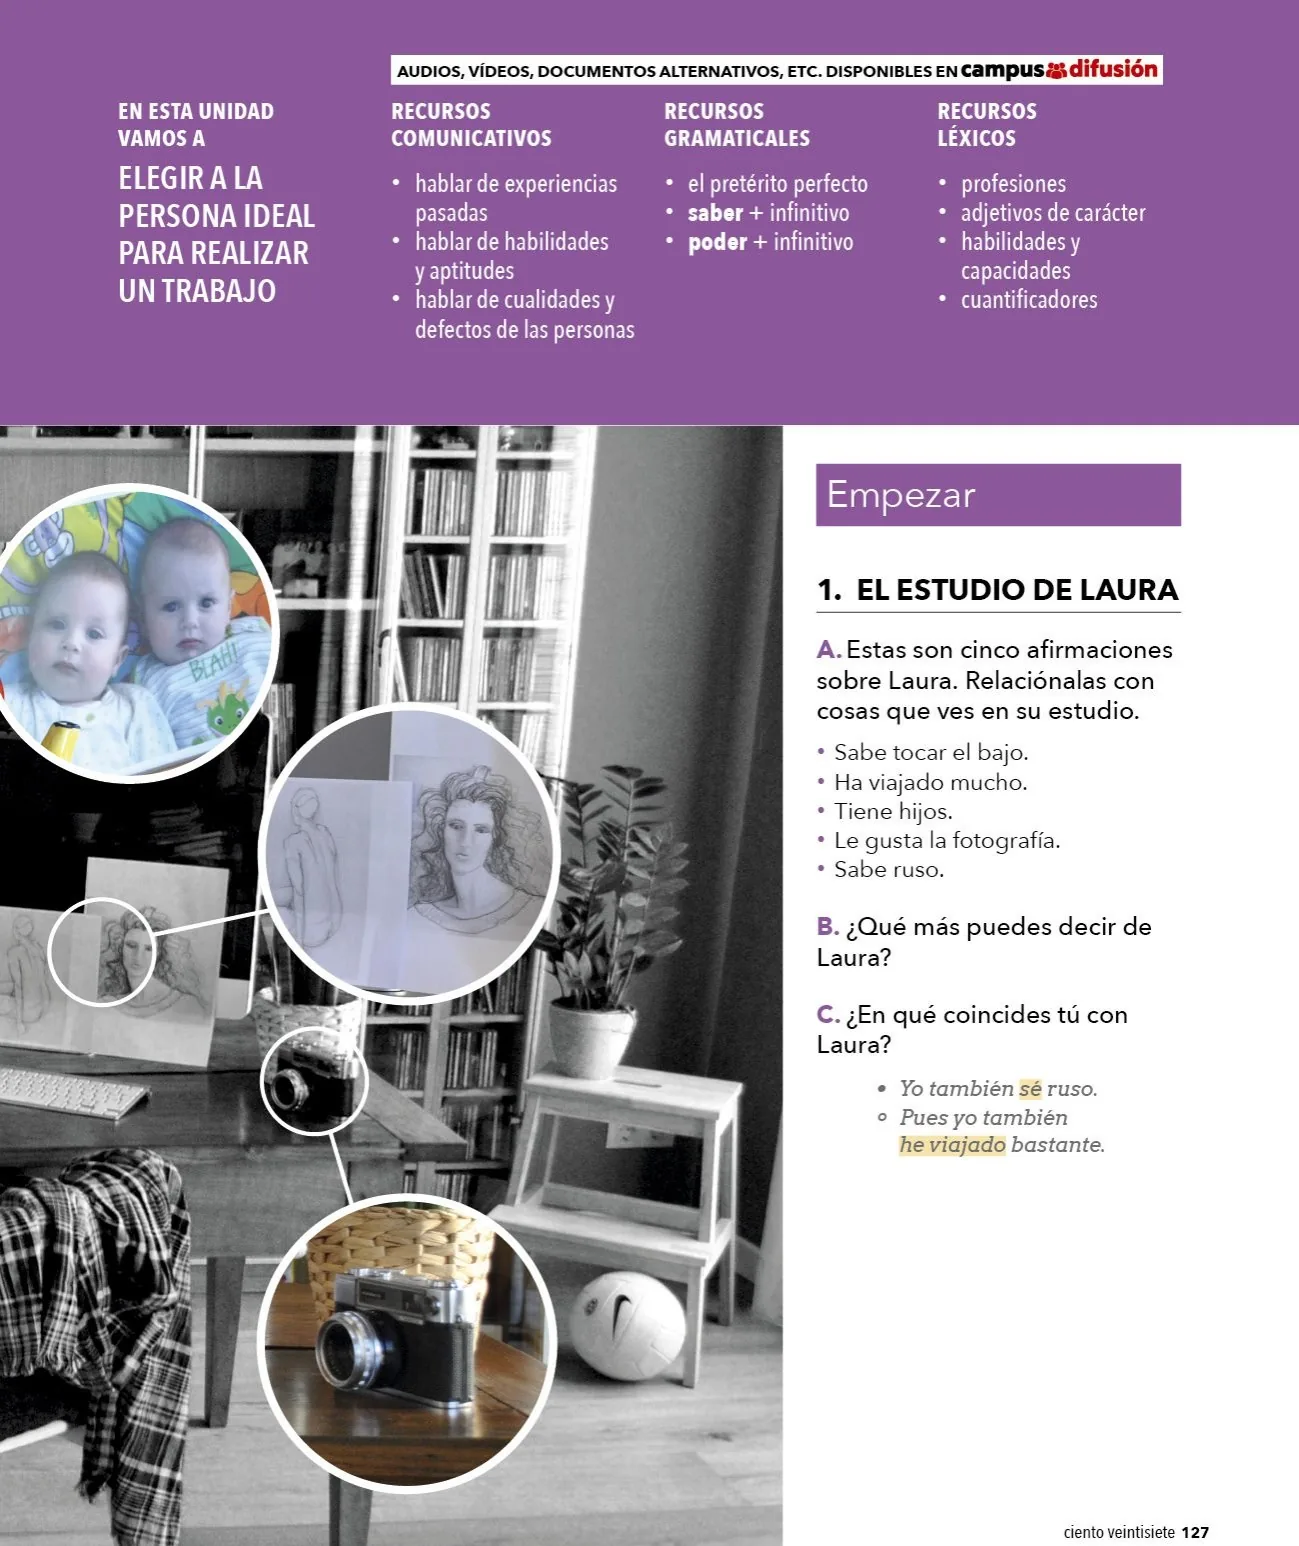 AUDIOS, VÍDEOS, DOCUMENTOS ALTERNATIVOS, ETC. DISPONIBLES EN campus difusión
EN ESTA UNIDAD
VAMOS A
ELEGIR A LA
PERSONA IDEAL
PARA REALIZAR
UN TRABAJO
RECURSOS
COMUNICATIVOS
• hablar de experiencias
pasadas
• hablar de habilidades
y aptitudes
• hablar de cualidades y
defectos de las personas
RECURSOS
GRAMATICALES
• el pretérito perfecto
• saber + infinitivo
• poder + infinitivo
RECURSOS
LÉXICOS
• profesiones
• adjetivos de carácter
• habilidades y
capacidades
• cuantificadores
BLAH!
Empezar
1. EL ESTUDIO DE LAURA
A. Estas son cinco afirmaciones
sobre Laura. Relaciónalas con
cosas que ves en su estudio.
• Sabe tocar el bajo.
• Ha viajado mucho.
• Tiene hijos.
• Le gusta la fotografía.
• Sabe ruso.
B. ¿Qué más puedes decir de
Laura?
C. ¿En qué coincides tú con
Laura?
• Yo también sé ruso.
○ Pues yo también
he viajado bastante.
ciento veintisiete 127